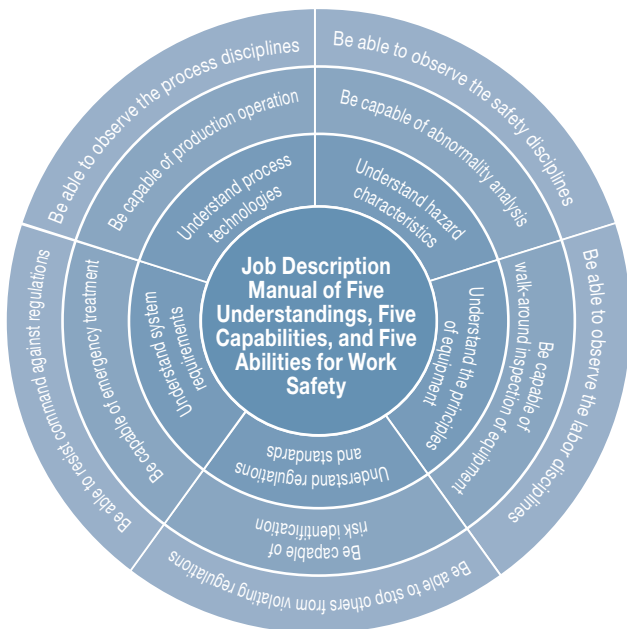 Job Description
Manual of Five
Understandings, Five
Capabilities, and Five
Abilities for Work
Safety
Understand process
technologies
Understand hazard
characteristics
Understand the principles
of equipment
Understand regulations
and standards
Understand system
requirements
Be capable of production operation
Be capable of abnormality analysis
Be capable of
walk-around inspection of equipment
Be capable of
risk identification
Be capable of emergency treatment
Be able to observe the process disciplines
Be able to observe the safety disciplines
Be able to observe the labor disciplines
Be able to stop others from violating regulations
Be able to resist command against regulations